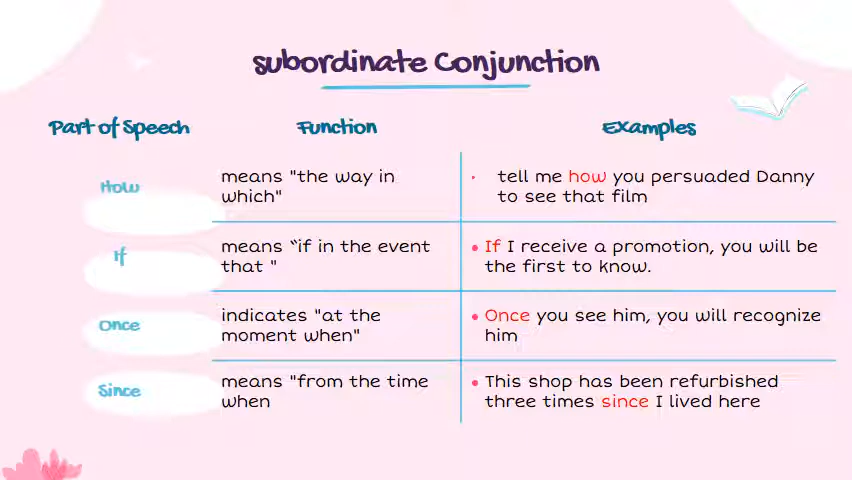 subordinate Conjunction
Part of Speech Function Examples
How
means "the way in
which"
• tell me how you persuaded Danny
to see that film
If
means “if in the event
that "
• If I receive a promotion, you will be
the first to know.
Once
indicates "at the
moment when"
• Once you see him, you will recognize
him
Since
means "from the time
when
• This shop has been refurbished
three times since I lived here